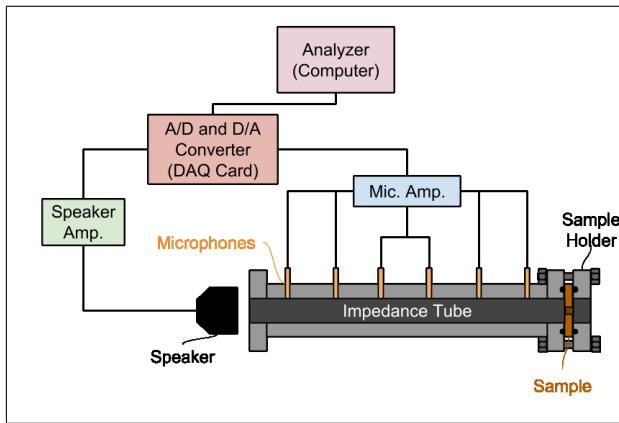 Analyzer
(Computer)
A/D and D/A
Converter
(DAQ Card)
Mic. Amp.
Speaker
Amp.
Sample
Holder
Microphones
Impedance Tube
Speaker
Sample